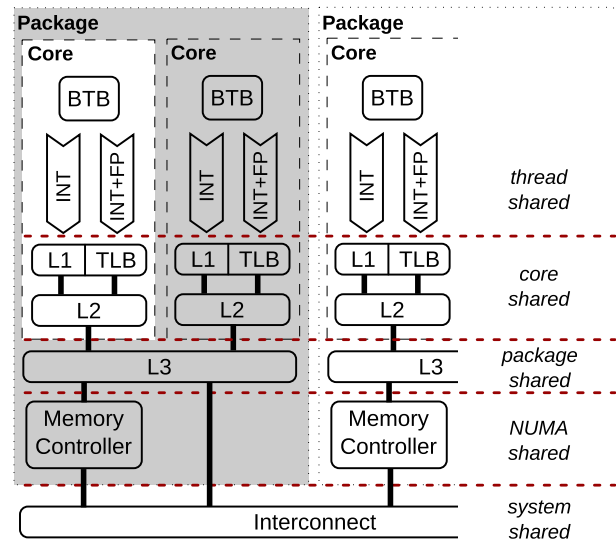 Package
Package
Core
Core
Core
BTB
BTB
BTB
INT
INT+FP
INT
INT+FP
INT
INT+FP
thread
shared
L1
TLB
L1
TLB
L1
TLB
core
shared
L2
L2
L2
L3
L3
package
shared
Memory
Controller
Memory
Controller
NUMA
shared
Interconnect
system
shared